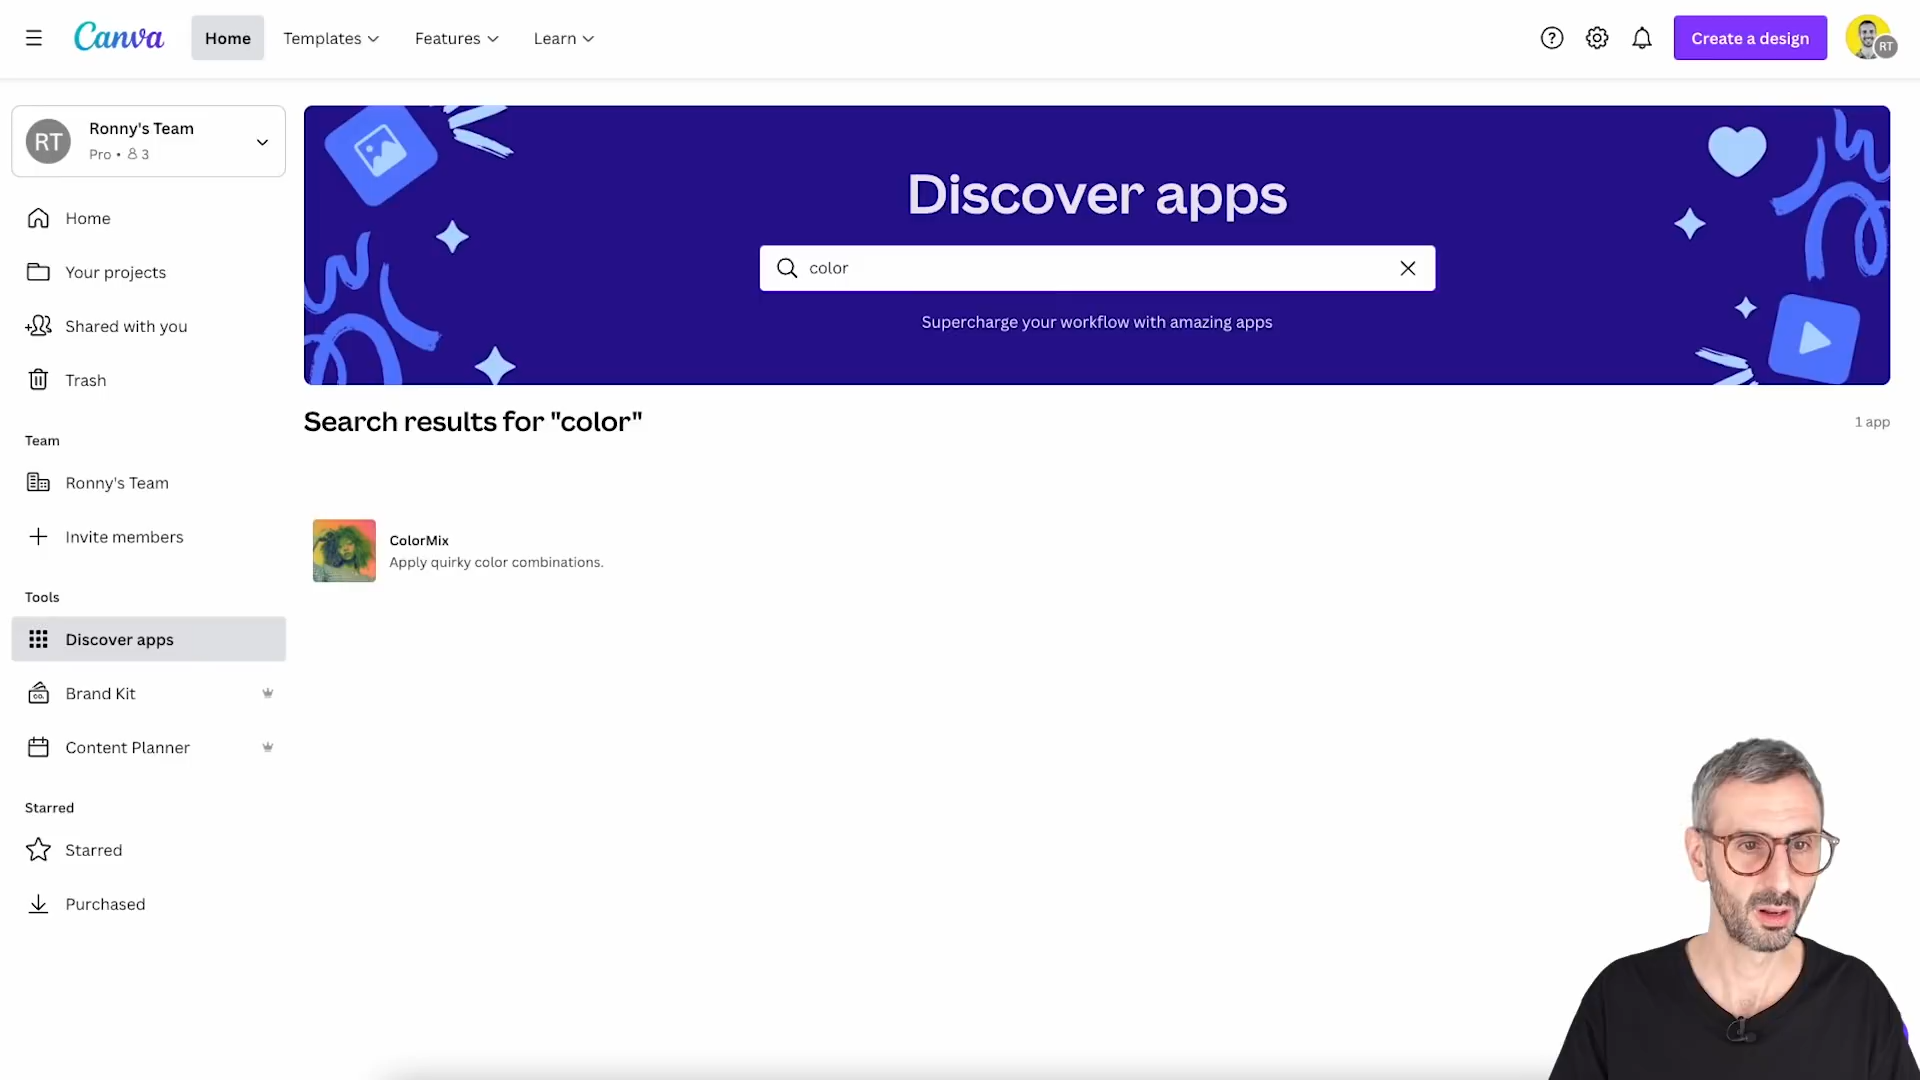 Canva
Home
Templates
Features
Learn
Create a design
RT
RT
Ronny's Team
Pro • 3
Home
Your projects
Shared with you
Trash
Team
Ronny's Team
Invite members
Tools
Discover apps
CO.
Brand Kit
Content Planner
Starred
Starred
Purchased
Discover apps
color
Supercharge your workflow with amazing apps
Search results for "color"
1 app
ColorMix
Apply quirky color combinations.